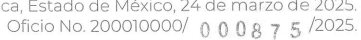 ca, Estado de México, 24 de marzo de 2025.
Oficio No. 200010000/ 000875 /2025.